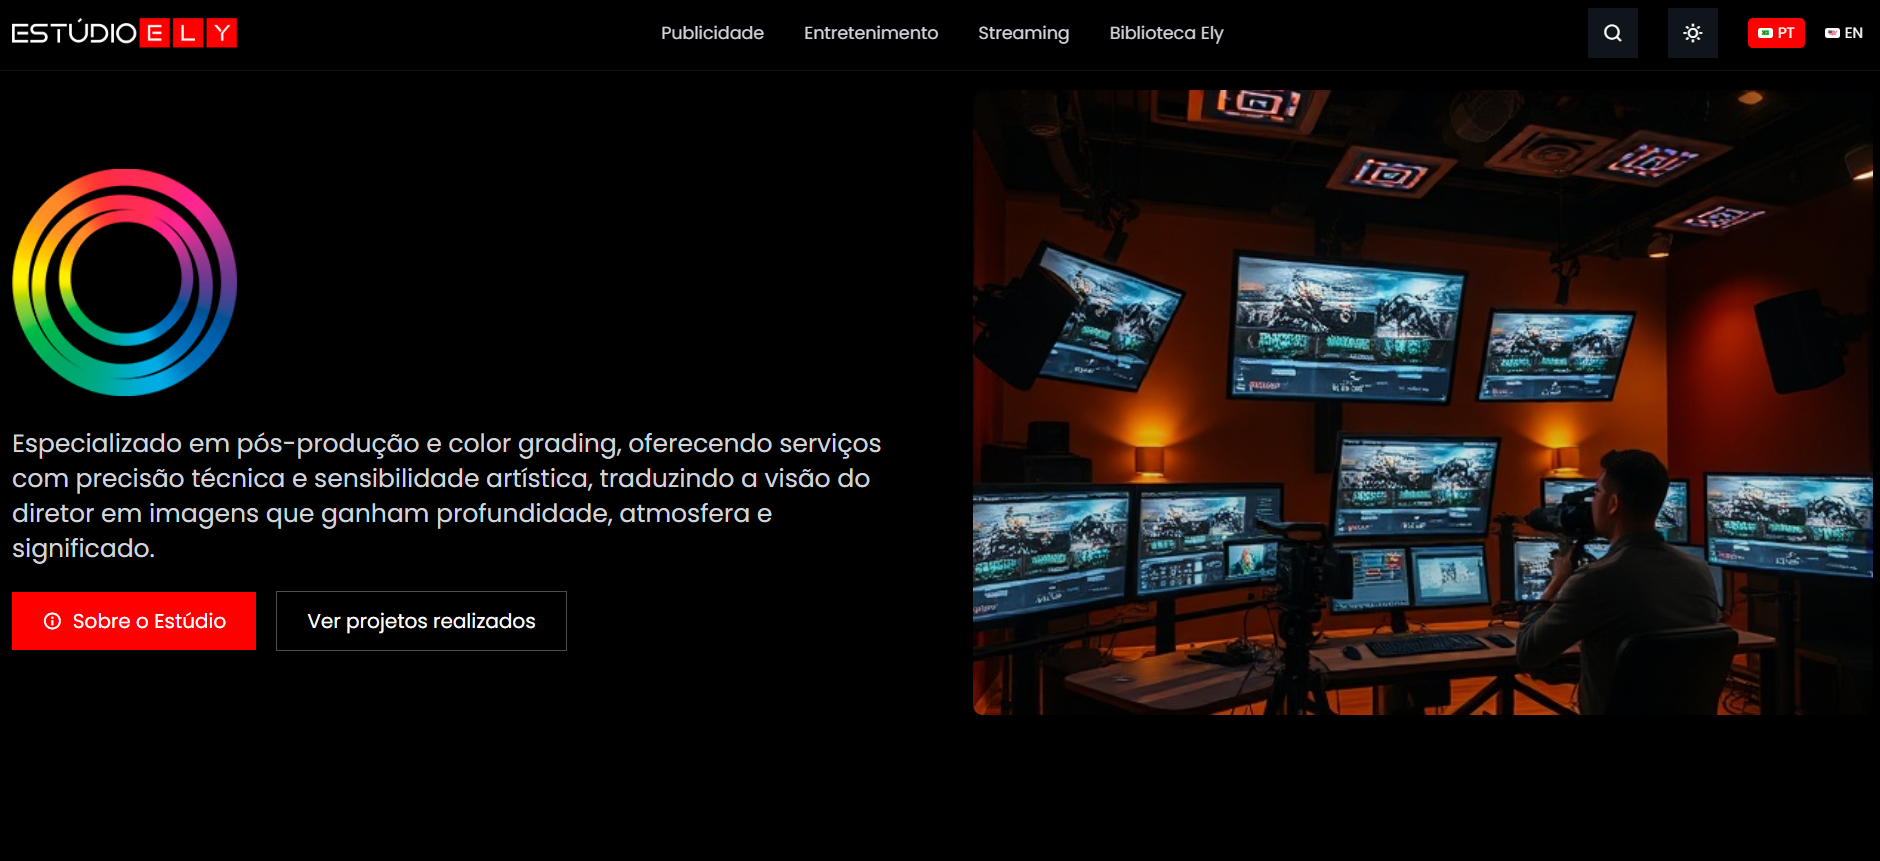 ESTÚDIO ELY
Publicidade
Entretenimento
Streaming
Biblioteca Ely
PT
EN
Especializado em pós-produção e color grading, oferecendo serviços
com precisão técnica e sensibilidade artística, traduzindo a visão do
diretor em imagens que ganham profundidade, atmosfera e
significado.
Sobre o Estúdio
Ver projetos realizados